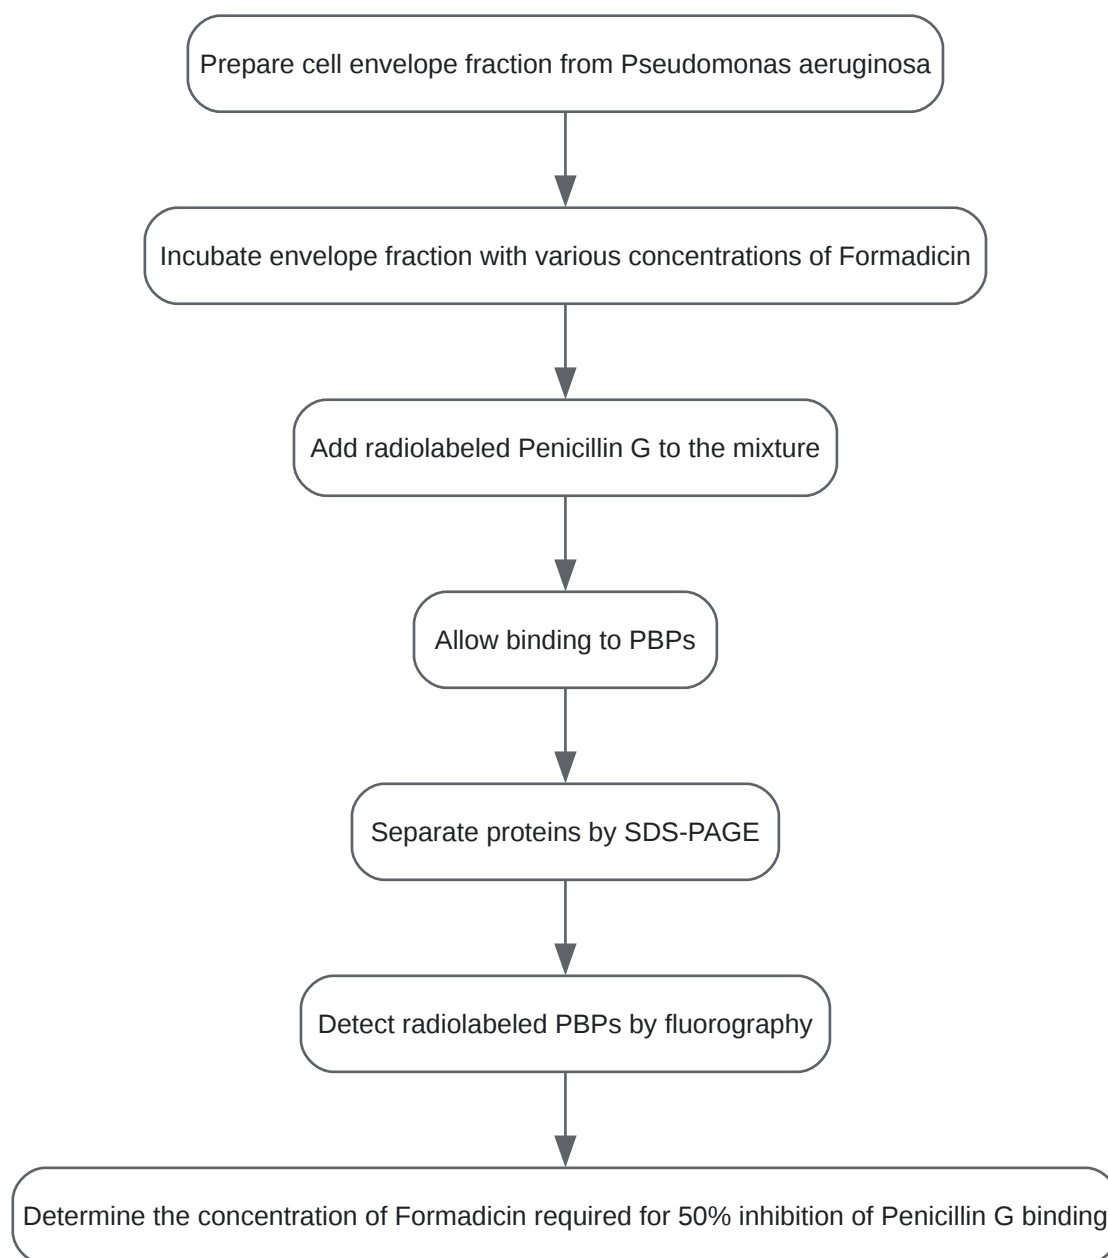 Prepare cell envelope fraction from Pseudomonas aeruginosa
Incubate envelope fraction with various concentrations of Formadicin
Add radiolabeled Penicillin G to the mixture
Allow binding to PBPs
Separate proteins by SDS-PAGE
Detect radiolabeled PBPs by fluorography
Determine the concentration of Formadicin required for 50% inhibition of Penicillin G binding